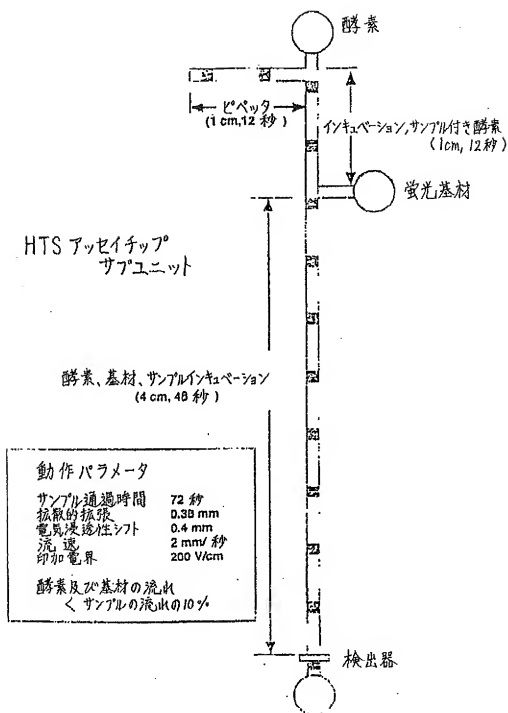 酵素
ピペッタ
(1 cm, 12 秒)
インキュベーション, サンプル付き酵素
(1cm, 12秒)
蛍光基材
HTS アッセイチップ
サブユニット
酵素、基材、サンプルインキュベーション
(4 cm, 48 秒)
動作パラメータ
サンプル通過時間 72 秒
拡散的拡張 0.38 mm
電気浸透性シフト 0.4 mm
流速 2 mm/ 秒
印加電界 200 V/cm
酵素及び基材の流れ
< サンプルの流れの10%
検出器